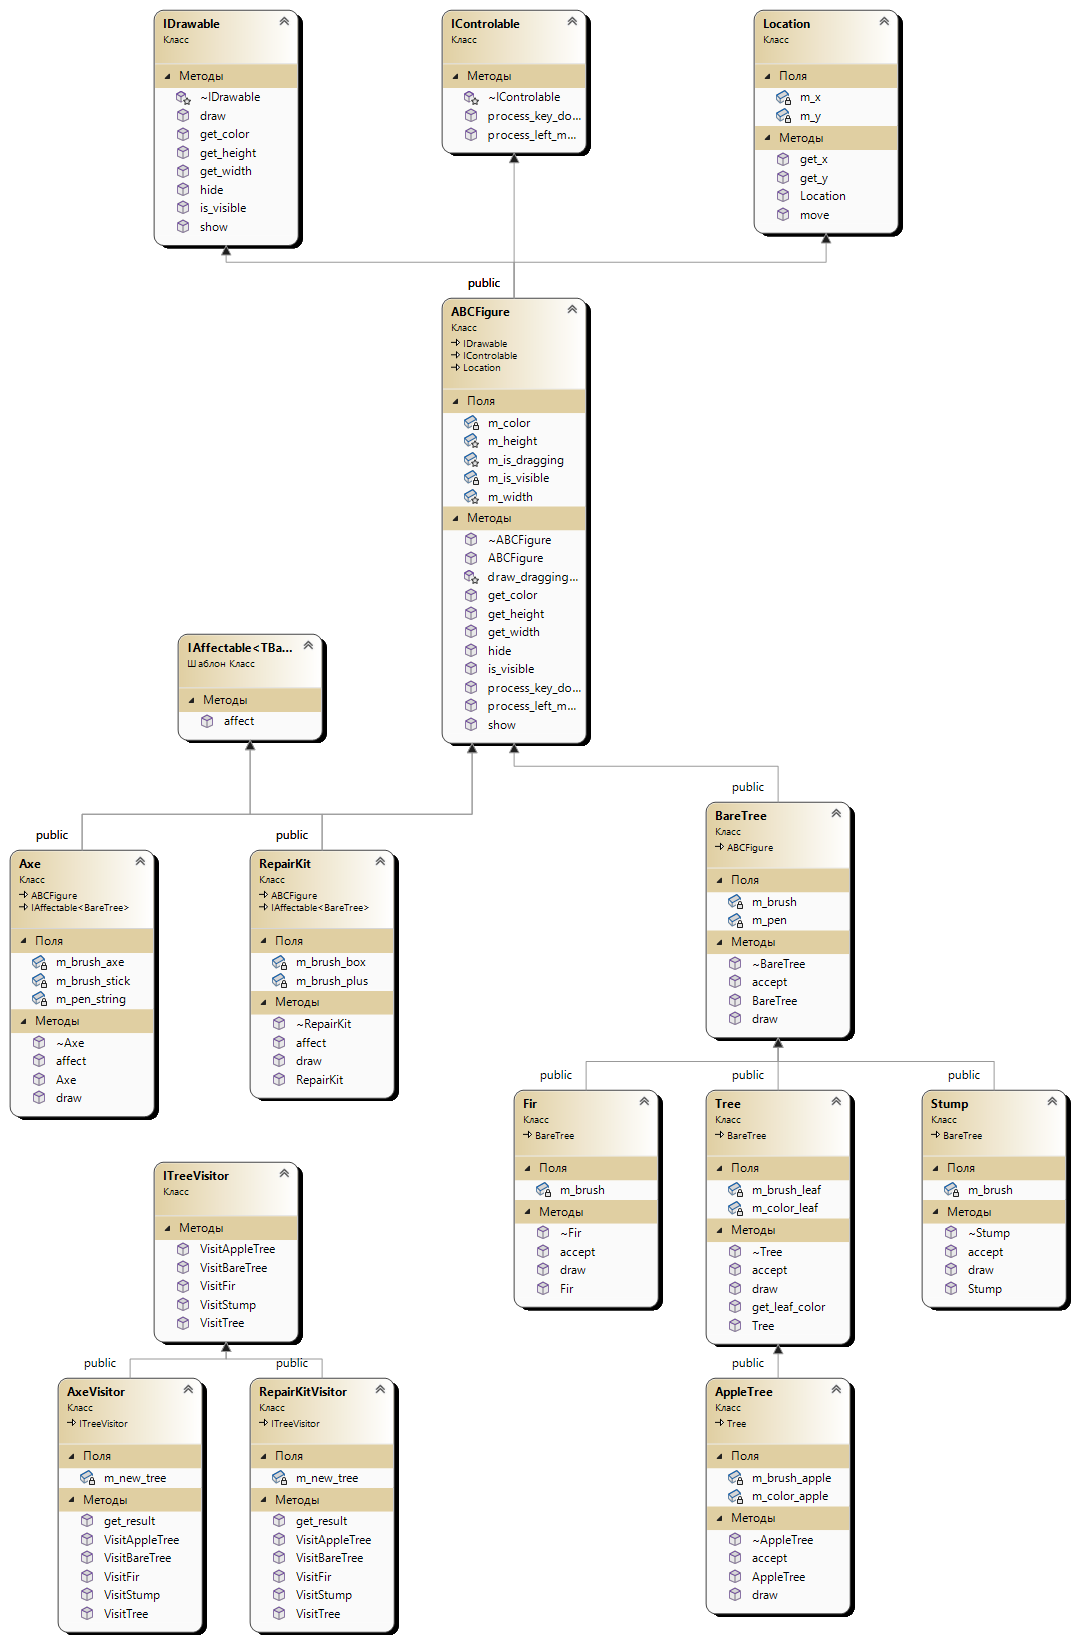 IDrawable
Класс
Методы
~IDrawable
draw
get_color
get_height
get_width
hide
is_visible
show
IControlable
Класс
Методы
~IControlable
process_key_do...
process_left_m...
Location
Класс
Поля
m_x
m_y
Методы
get_x
get_y
Location
move
public
ABCFigure
Класс
IDrawable
IControlable
Location
Поля
m_color
m_height
m_is_dragging
m_is_visible
m_width
Методы
~ABCFigure
ABCFigure
draw_dragging...
get_color
get_height
get_width
hide
is_visible
process_key_do...
process_left_m...
show
IAffectable<TBa...
Шаблон Класс
Методы
affect
public
Axe
Класс
ABCFigure
IAffectable<BareTree>
Поля
m_brush_axe
m_brush_stick
m_pen_string
Методы
~Axe
affect
Axe
draw
public
RepairKit
Класс
ABCFigure
IAffectable<BareTree>
Поля
m_brush_box
m_brush_plus
Методы
~RepairKit
affect
draw
RepairKit
public
BareTree
Класс
ABCFigure
Поля
m_brush
m_pen
Методы
~BareTree
accept
BareTree
draw
public
Fir
Класс
BareTree
Поля
m_brush
Методы
~Fir
accept
draw
Fir
public
Tree
Класс
BareTree
Поля
m_brush_leaf
m_color_leaf
Методы
~Tree
accept
draw
get_leaf_color
Tree
public
Stump
Класс
BareTree
Поля
m_brush
Методы
~Stump
accept
draw
Stump
ITreeVisitor
Класс
Методы
VisitAppleTree
VisitBareTree
VisitFir
VisitStump
VisitTree
public
AxeVisitor
Класс
ITreeVisitor
Поля
m_new_tree
Методы
get_result
VisitAppleTree
VisitBareTree
VisitFir
VisitStump
VisitTree
public
RepairKitVisitor
Класс
ITreeVisitor
Поля
m_new_tree
Методы
get_result
VisitAppleTree
VisitBareTree
VisitFir
VisitStump
VisitTree
public
AppleTree
Класс
Tree
Поля
m_brush_apple
m_color_apple
Методы
~AppleTree
accept
AppleTree
draw